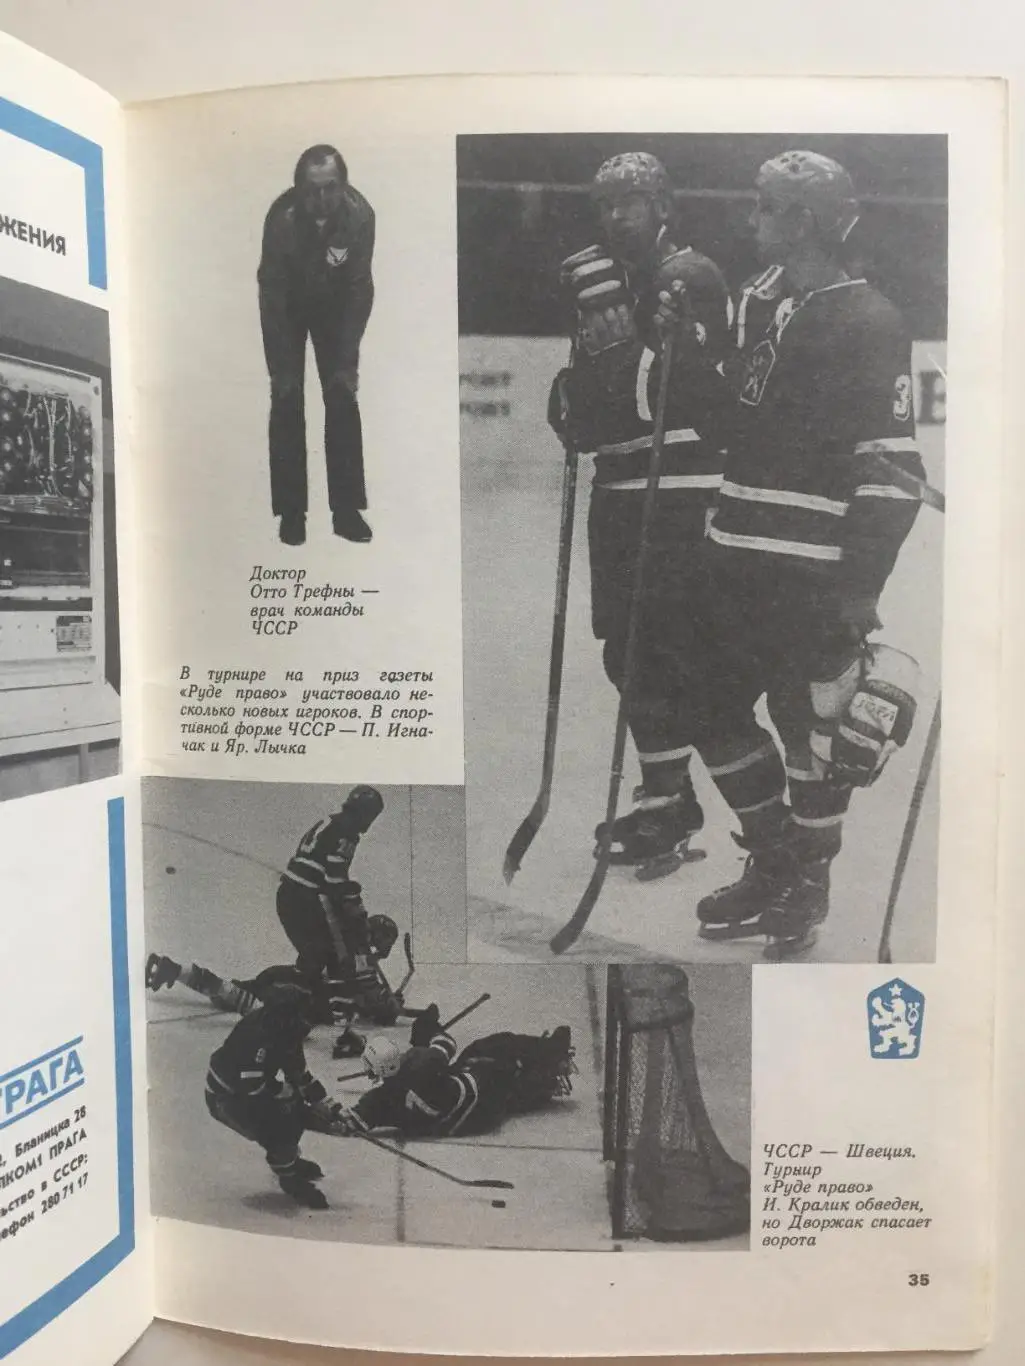 ЖЕНИЯ
Бланицка 28
ПРАГА
в СССР:
280 71 17
Доктор
Отто Трефны —
врач команды
ЧССР
В турнире на приз газеты
«Руде право» участвовало не-
сколько новых игроков. В спор-
тивной форме ЧССР — П. Игна-
чак и Яр. Лычка
ЧССР — Швеция.
Турнир
«Руде право»
И. Кралик обведен,
но Дворжак спасает
ворота
35